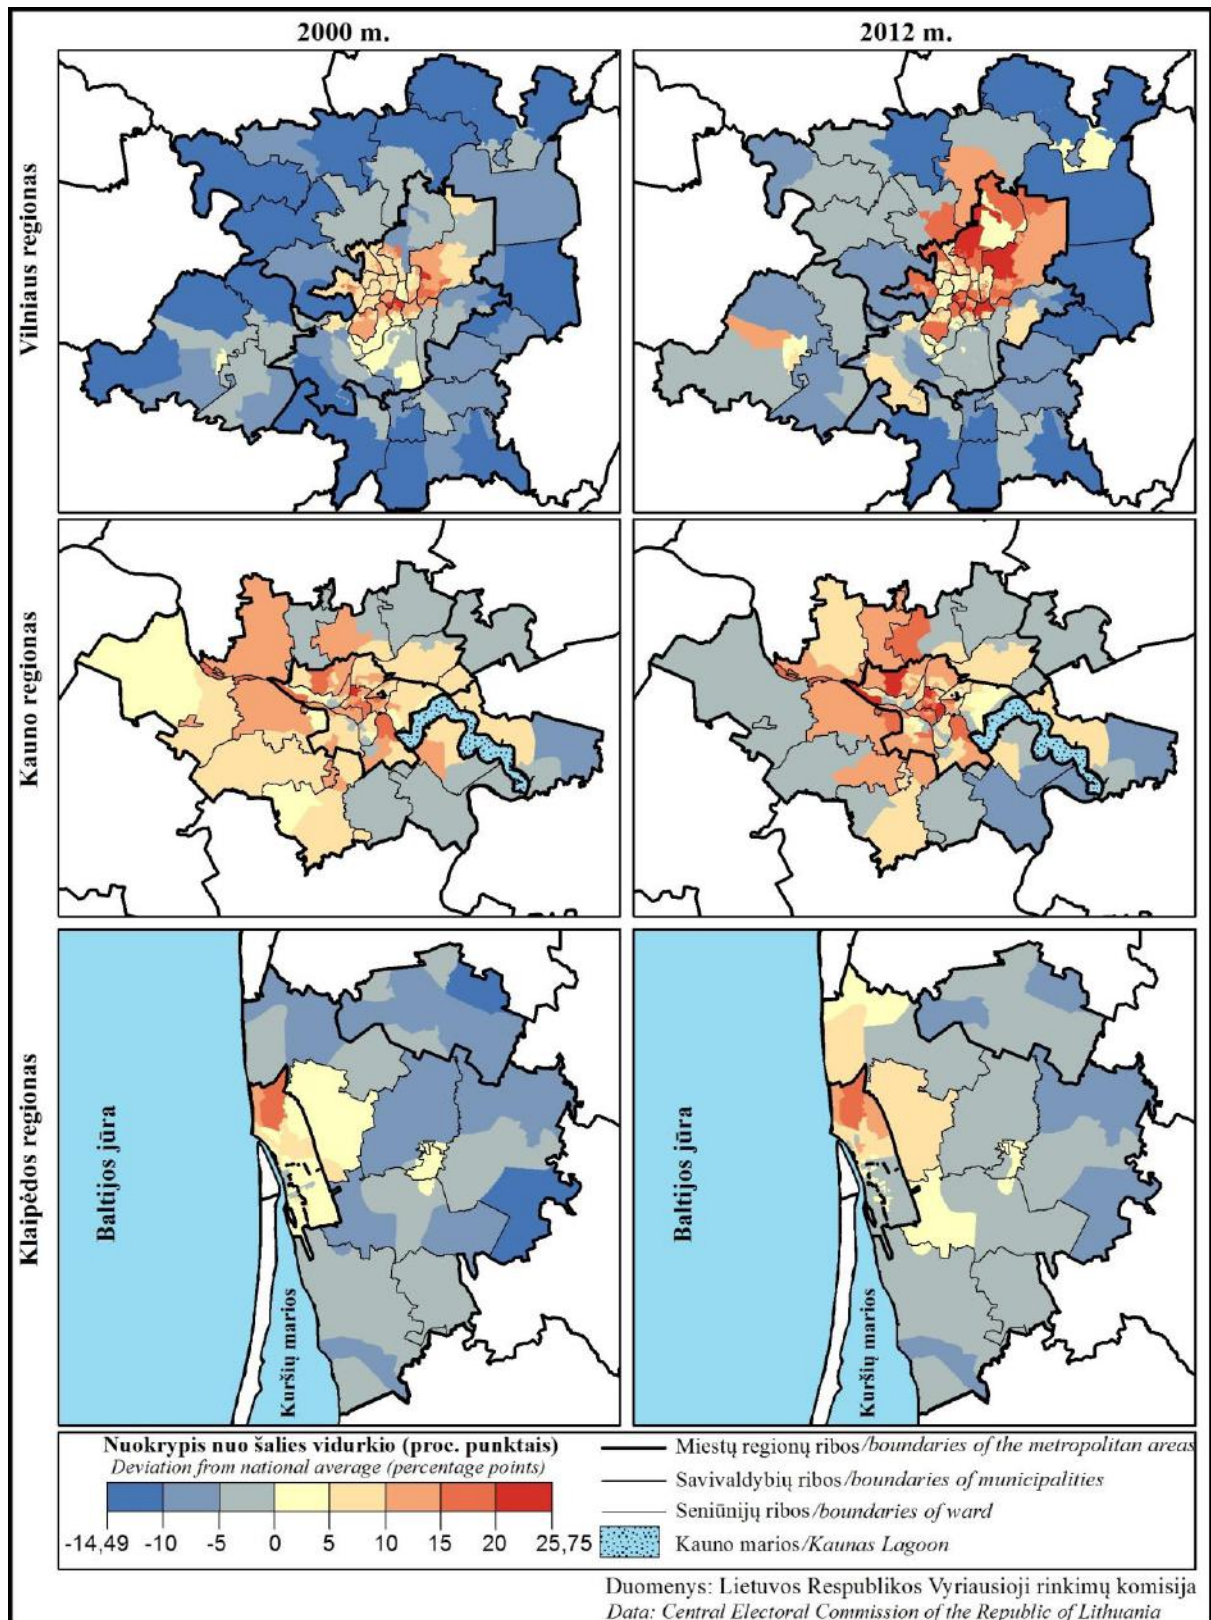 2000 m.
2012 m.
Vilniaus regionas
Kauno regionas
Klaipėdos regionas
Baltijos jūra
Kuršių marios
Baltijos jūra
Kuršių marios
Nuokrypis nuo šalies vidurkio (proc. punktais)
Deviation from national average (percentage points)
-14,49 -10 -5 0 5 10 15 20 25,75
Miestų regionų ribos/boundaries of the metropolitan areas
Savivaldybių ribos/boundaries of municipalities
Seniūnijų ribos/boundaries of ward
Kauno marios/Kaunas Lagoon
Duomenys: Lietuvos Respublikos Vyriausioji rinkimų komisija
Data: Central Electoral Commission of the Republic of Lithuania